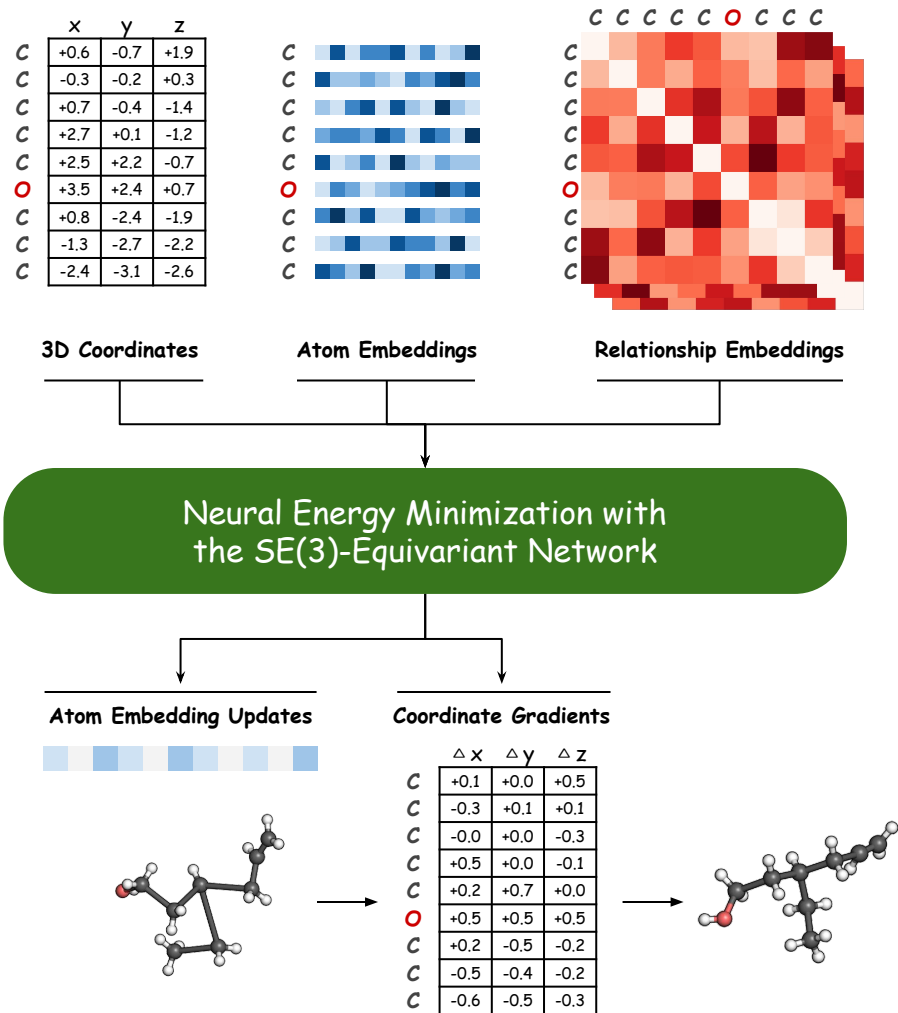 x y z
C +0.6 -0.7 +1.9
C -0.3 -0.2 +0.3
C +0.7 -0.4 -1.4
C +2.7 +0.1 -1.2
C +2.5 +2.2 -0.7
O +3.5 +2.4 +0.7
C +0.8 -2.4 -1.9
C -1.3 -2.7 -2.2
C -2.4 -3.1 -2.6
3D Coordinates
C
C
C
C
C
O
C
C
C
Atom Embeddings
C C C C C O C C C
C
C
C
C
C
O
C
C
C
Relationship Embeddings
Neural Energy Minimization with
the SE(3)-Equivariant Network
Atom Embedding Updates
Coordinate Gradients
△ x △ y △ z
C +0.1 +0.0 +0.5
C -0.3 +0.1 +0.1
C -0.0 +0.0 -0.3
C +0.5 +0.0 -0.1
C +0.2 +0.7 +0.0
O +0.5 +0.5 +0.5
C +0.2 -0.5 -0.2
C -0.5 -0.4 -0.2
C -0.6 -0.5 -0.3